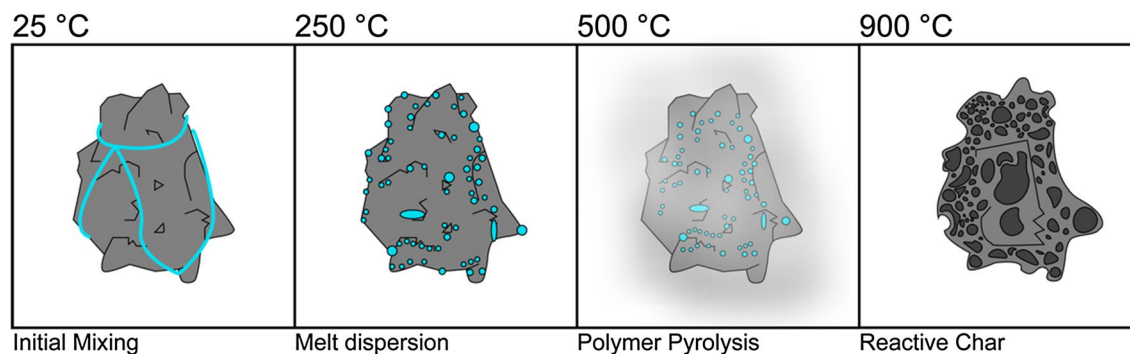 25 °C
250 °C
500 °C
900 °C
Initial Mixing
Melt dispersion
Polymer Pyrolysis
Reactive Char